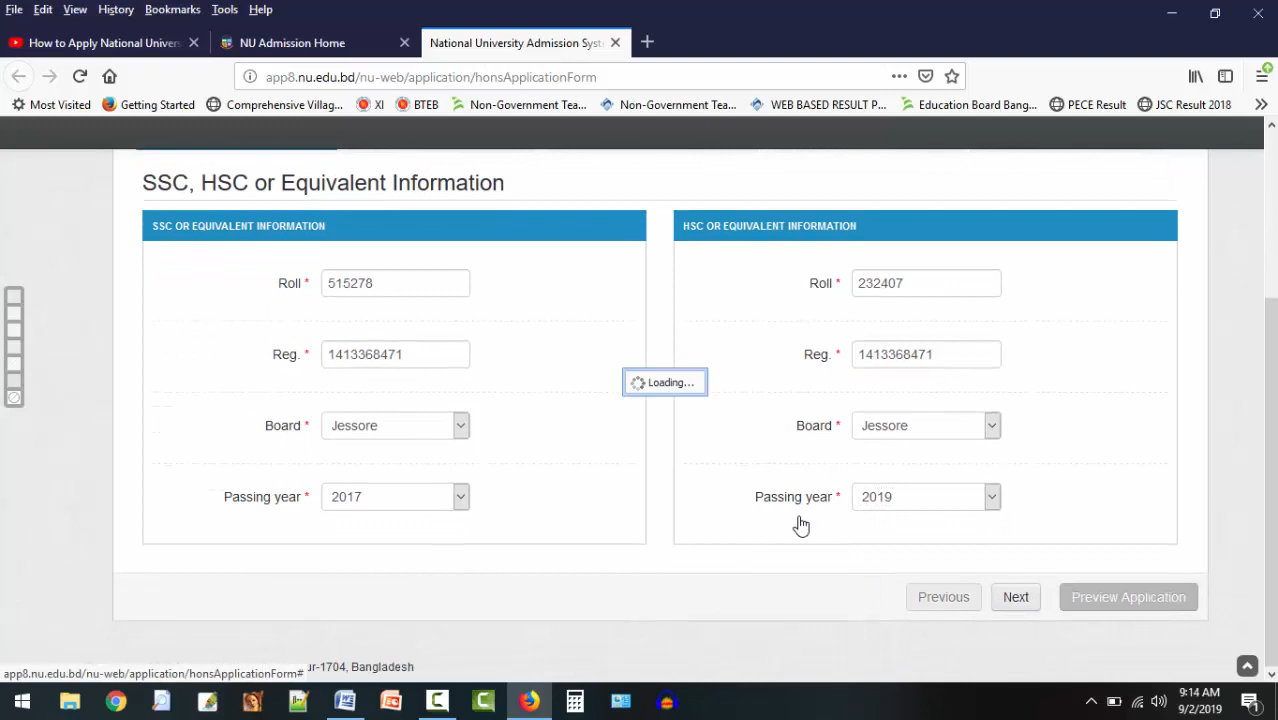 File Edit View History Bookmarks Tools Help
How to Apply National Univers
NU Admission Home
National University Admission Syste
app8.nu.edu.bd/nu-web/application/honsApplicationForm
Most Visited
Getting Started
Comprehensive Villag...
XI
BTEB
Non-Government Tea...
Non-Government Tea...
WEB BASED RESULT P...
Education Board Bang...
PECE Result
JSC Result 2018
SSC, HSC or Equivalent Information
SSC OR EQUIVALENT INFORMATION
Roll * 515278
Reg. * 1413368471
Board * Jessore
Passing year * 2017
HSC OR EQUIVALENT INFORMATION
Roll * 232407
Reg. * 1413368471
Board * Jessore
Passing year * 2019
Loading...
Previous
Next
Preview Application
ur-1704, Bangladesh
app8.nu.edu.bd/nu-web/application/honsApplicationForm#
9:14 AM
9/2/2019